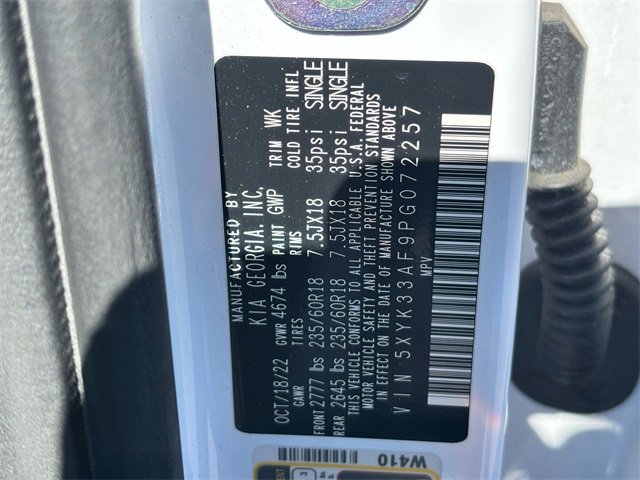 MANUFACTURED BY
KIA GEORGIA, INC.
OCT/18/22 GVWR 4674 lbs PAINT GWP TRIM WK
GAWR TIRES RIMS COLD TIRE INFL
FRONT 2777 lbs 235/60R18 7.5JX18 35psi SINGLE
REAR 2645 lbs 235/60R18 7.5JX18 35psi SINGLE
THIS VEHICLE CONFORMS TO ALL APPLICABLE U.S.A. FEDERAL
MOTOR VEHICLE SAFETY AND THEFT PREVENTION STANDARDS
IN EFFECT ON THE DATE OF MANUFACTURE SHOWN ABOVE
VIN 5XYK33AF9PG072257
MPV
W410